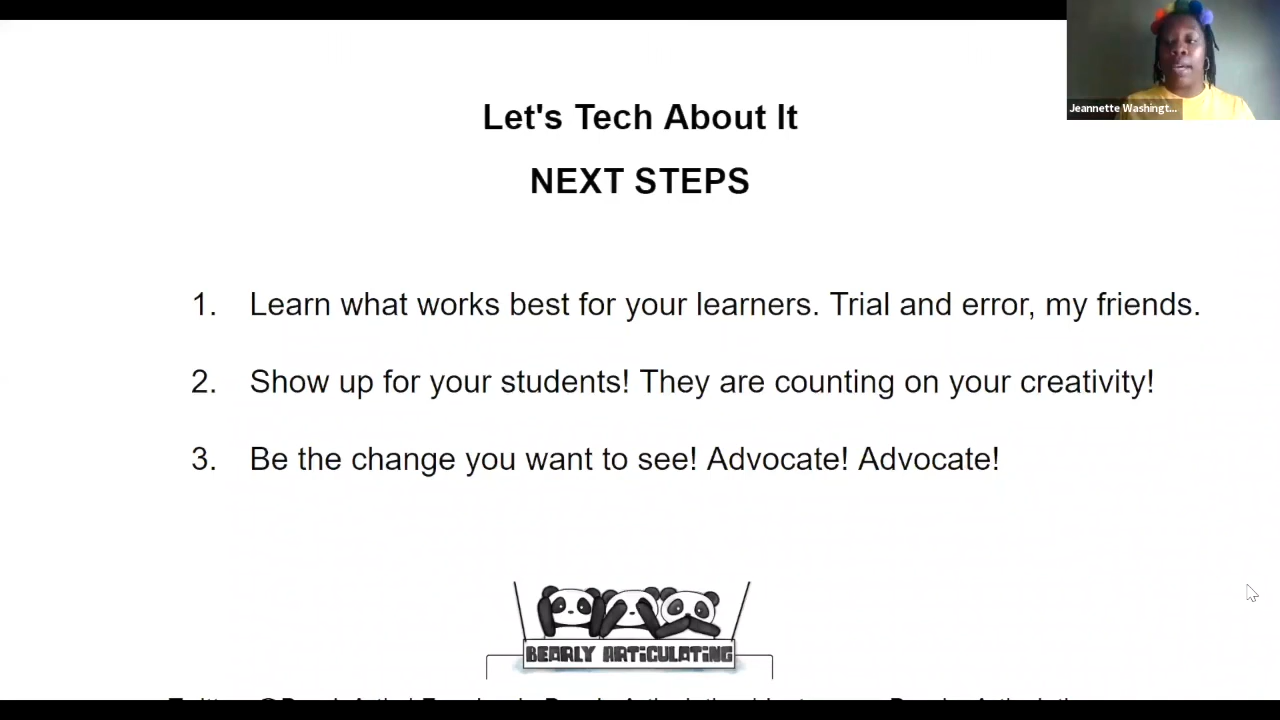 Jeannette Washingt...
Let's Tech About It
NEXT STEPS
1. Learn what works best for your learners. Trial and error, my friends.
2. Show up for your students! They are counting on your creativity!
3. Be the change you want to see! Advocate! Advocate!
BEARLY ARTICULATING